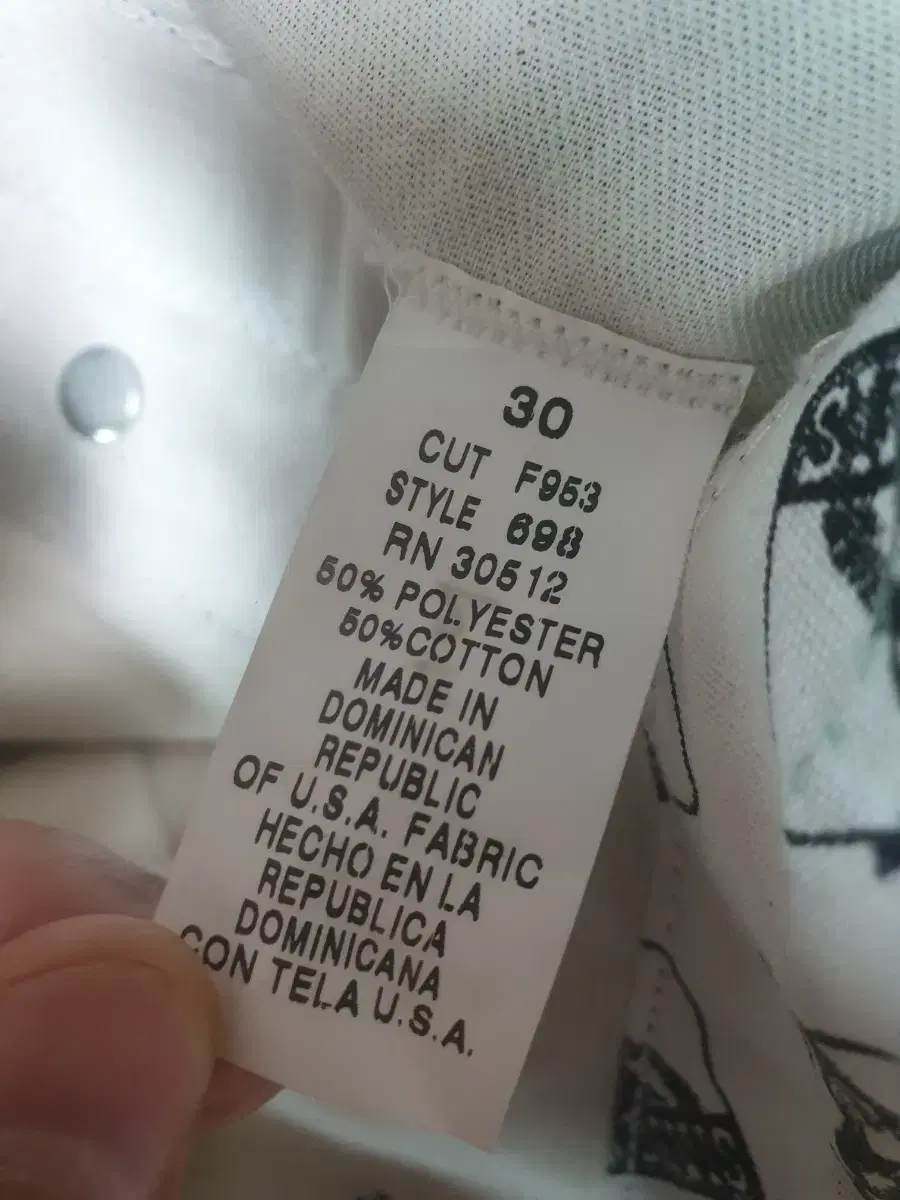 30
CUT F953
STYLE 698
RN 30512
50% POLYESTER
50%COTTON
MADE IN
DOMINICAN
REPUBLIC
OF U.S.A. FABRIC
HECHO EN LA
REPUBLICA
DOMINICANA
CON TELA U.S.A.